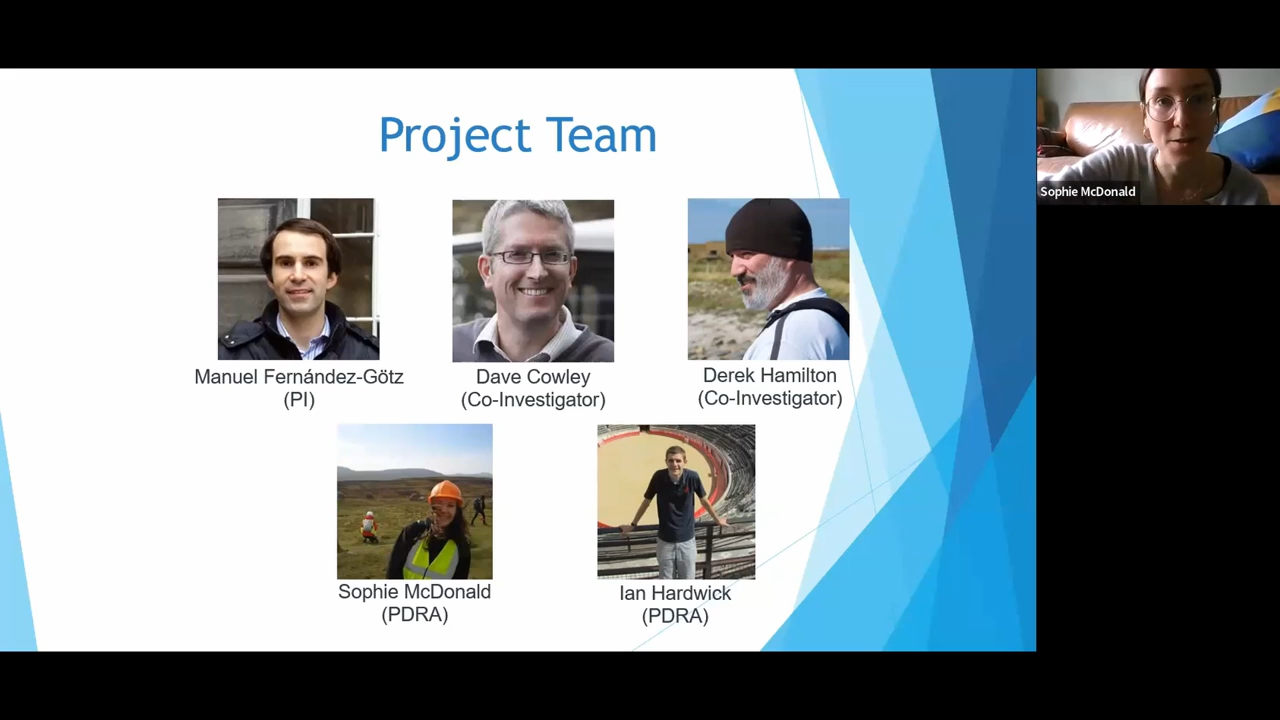 Project Team
Sophie McDonald
Manuel Fernández-Götz
(PI)
Dave Cowley
(Co-Investigator)
Derek Hamilton
(Co-Investigator)
Sophie McDonald
(PDRA)
Ian Hardwick
(PDRA)